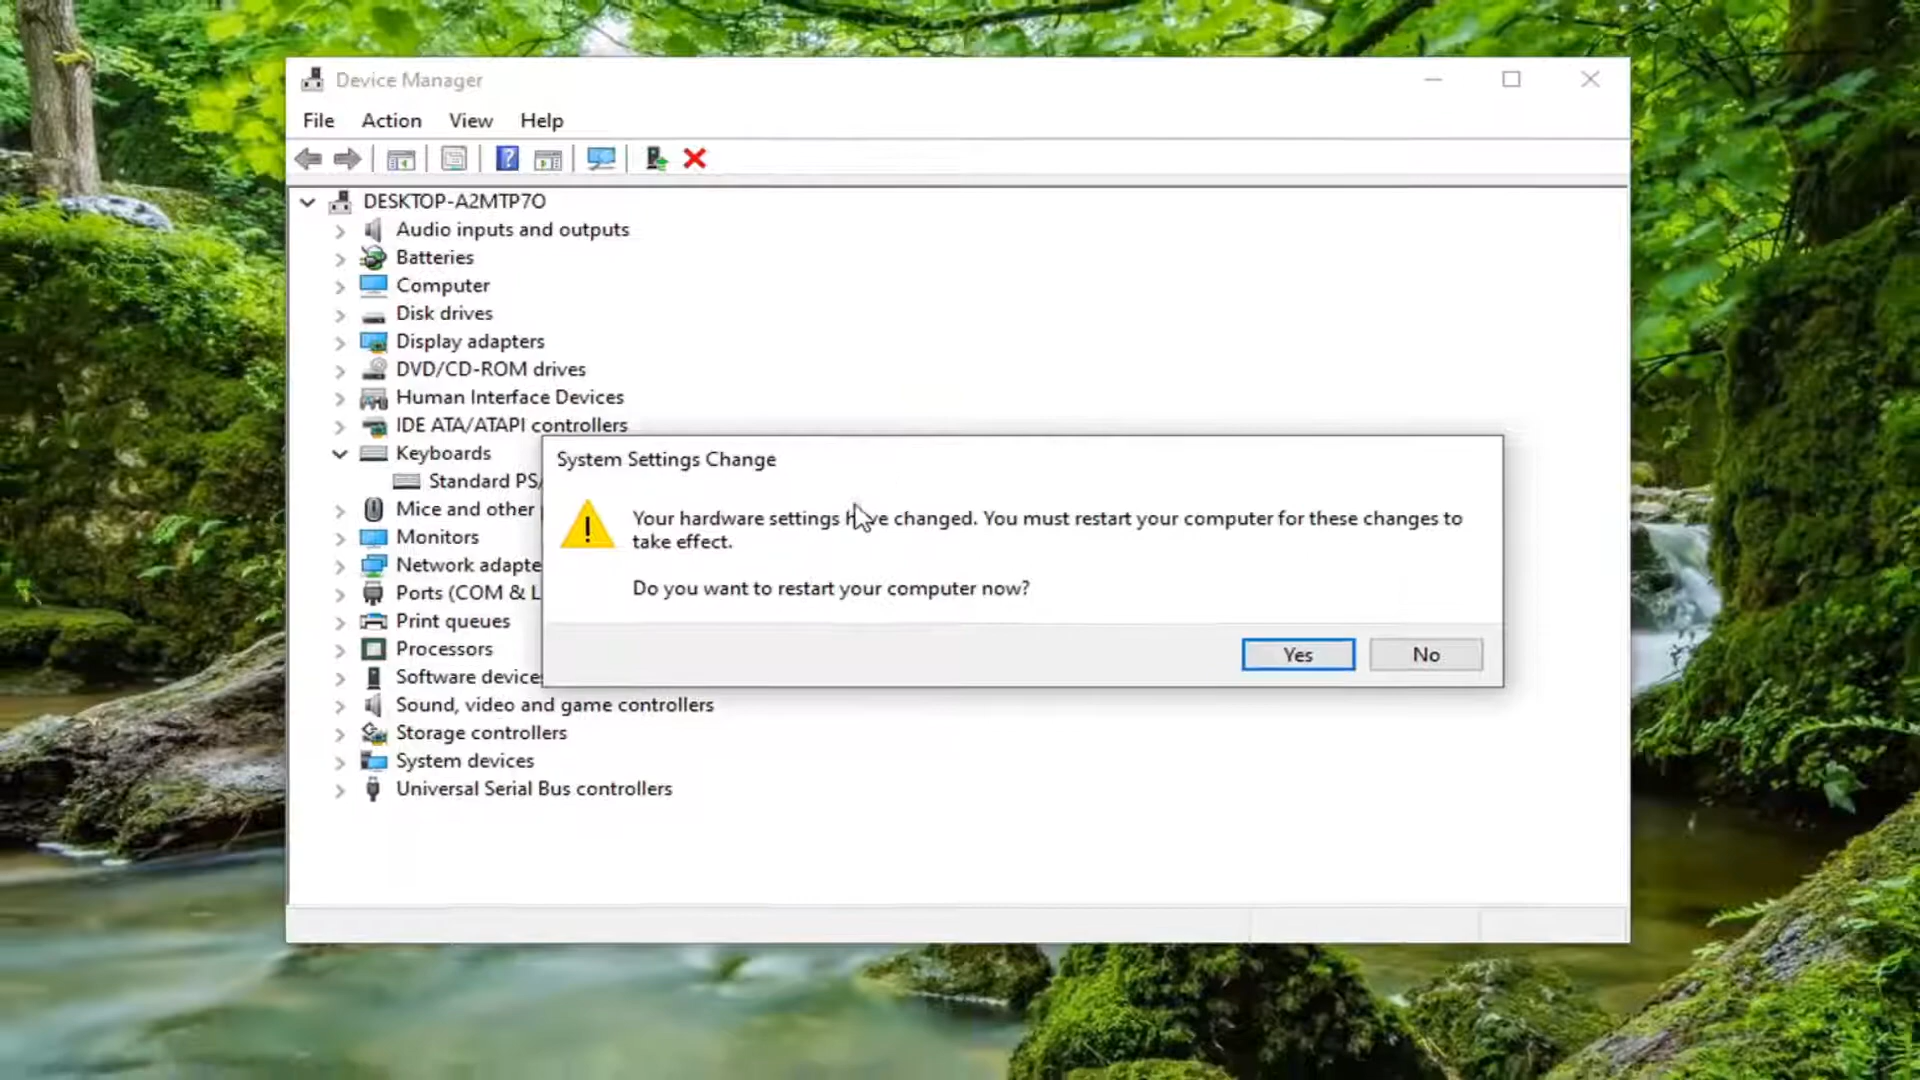 Device Manager
File Action View Help
DESKTOP-A2MTP7O
Audio inputs and outputs
Batteries
Computer
Disk drives
Display adapters
DVD/CD-ROM drives
Human Interface Devices
IDE ATA/ATAPI controllers
Keyboards
Standard PS/
Mice and other
Monitors
Network adapte
Ports (COM & L
Print queues
Processors
Software device
Sound, video and game controllers
Storage controllers
System devices
Universal Serial Bus controllers
System Settings Change
Your hardware settings have changed. You must restart your computer for these changes to
take effect.
Do you want to restart your computer now?
Yes No